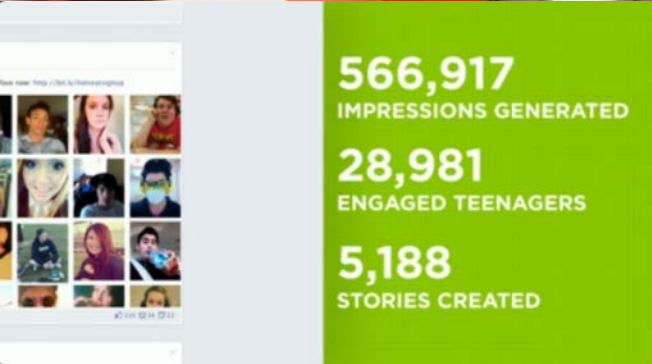 566,917
IMPRESSIONS GENERATED
28,981
ENGAGED TEENAGERS
5,188
STORIES CREATED